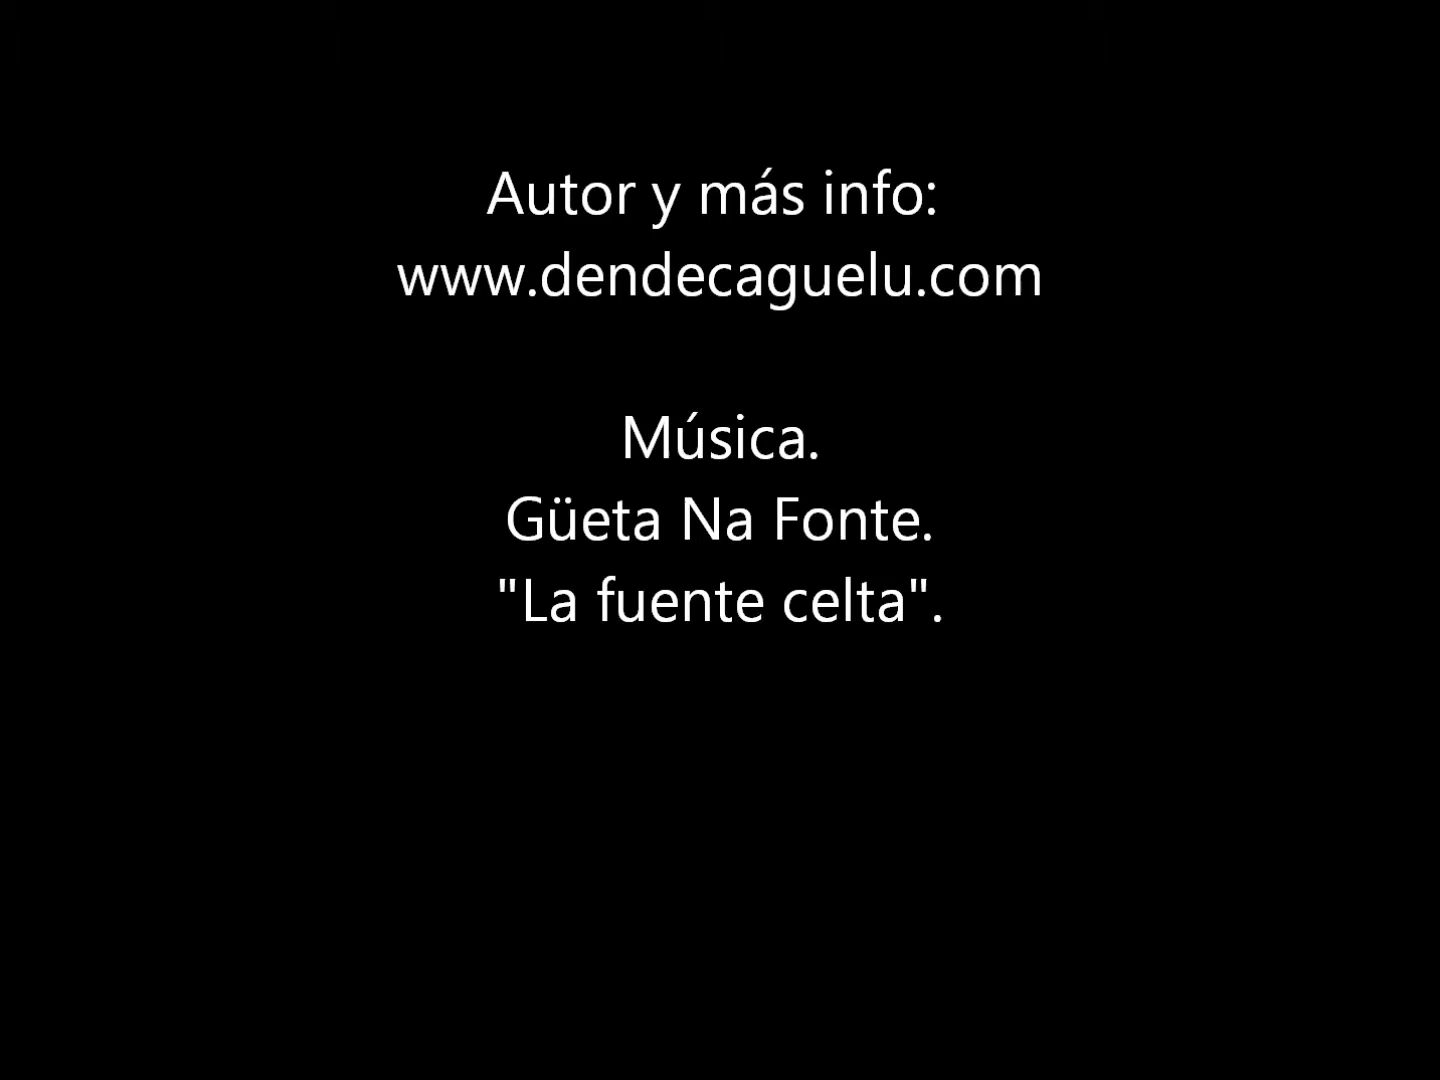 Autor y más info:
www.dendecaguelu.com
Música.
Güeta Na Fonte.
"La fuente celta".